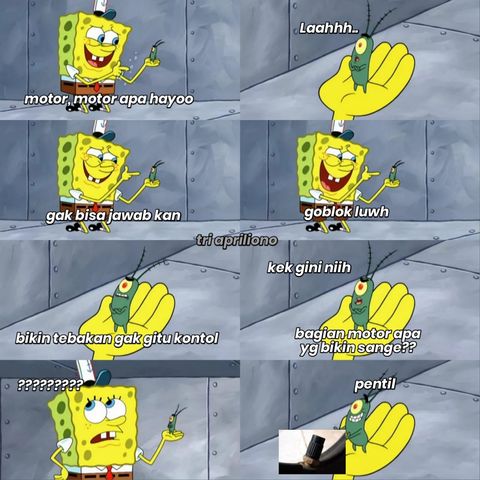 motor, motor apa hayoo
Laahhh..
gak bisa jawab kan
goblok luwh
tri apriliono
bikin tebakan gak gitu kontol
kek gini niih
bagian motor apa
yg bikin sange??
?????????
pentil